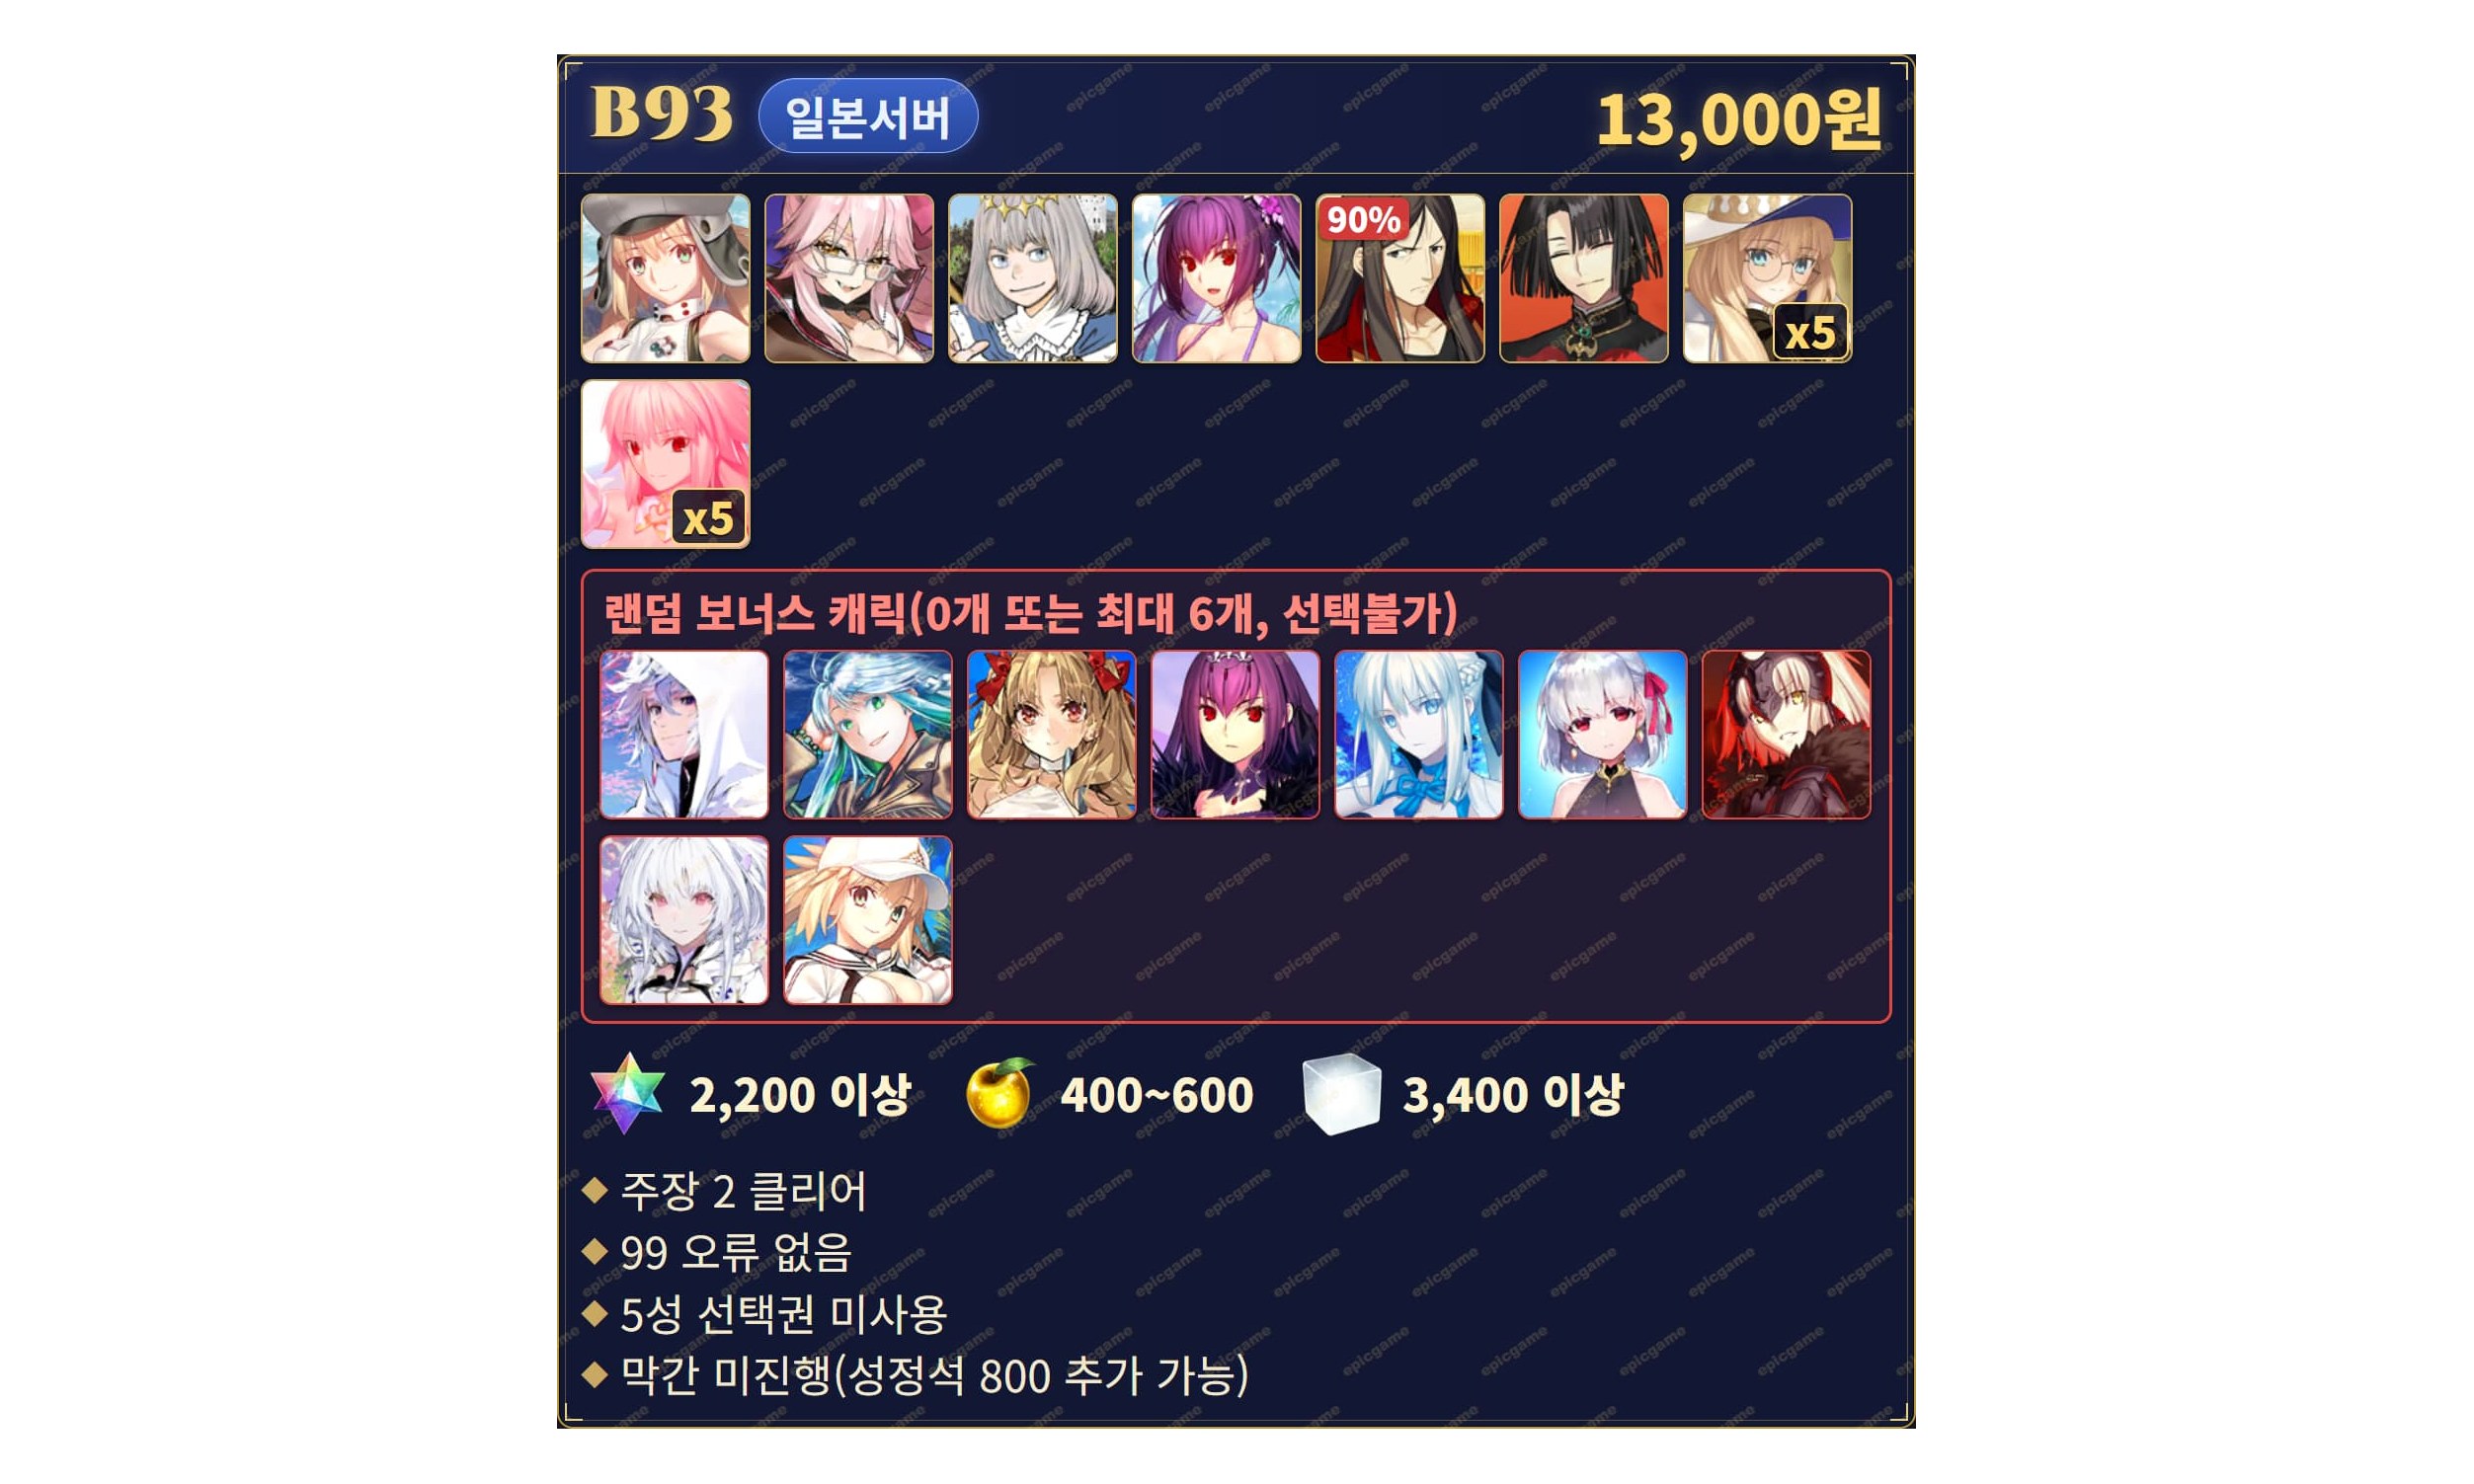 B93 일본서버 13,000원
90%
x5
x5
랜덤 보너스 캐릭(0개 또는 최대 6개, 선택불가)
2,200 이상 400~600 3,400 이상
주장 2 클리어
99 오류 없음
5성 선택권 미사용
막간 미진행(성정석 800 추가 가능)
epicgame